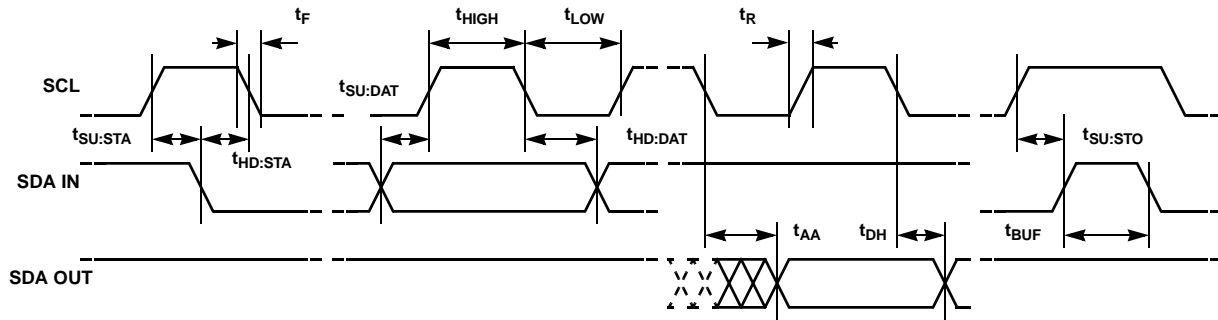 tF
tHIGH
tLOW
tR
SCL
tSU:DAT
tSU:STA
tHD:STA
tHD:DAT
tSU:STO
SDA IN
tAA
tDH
tBUF
SDA OUT